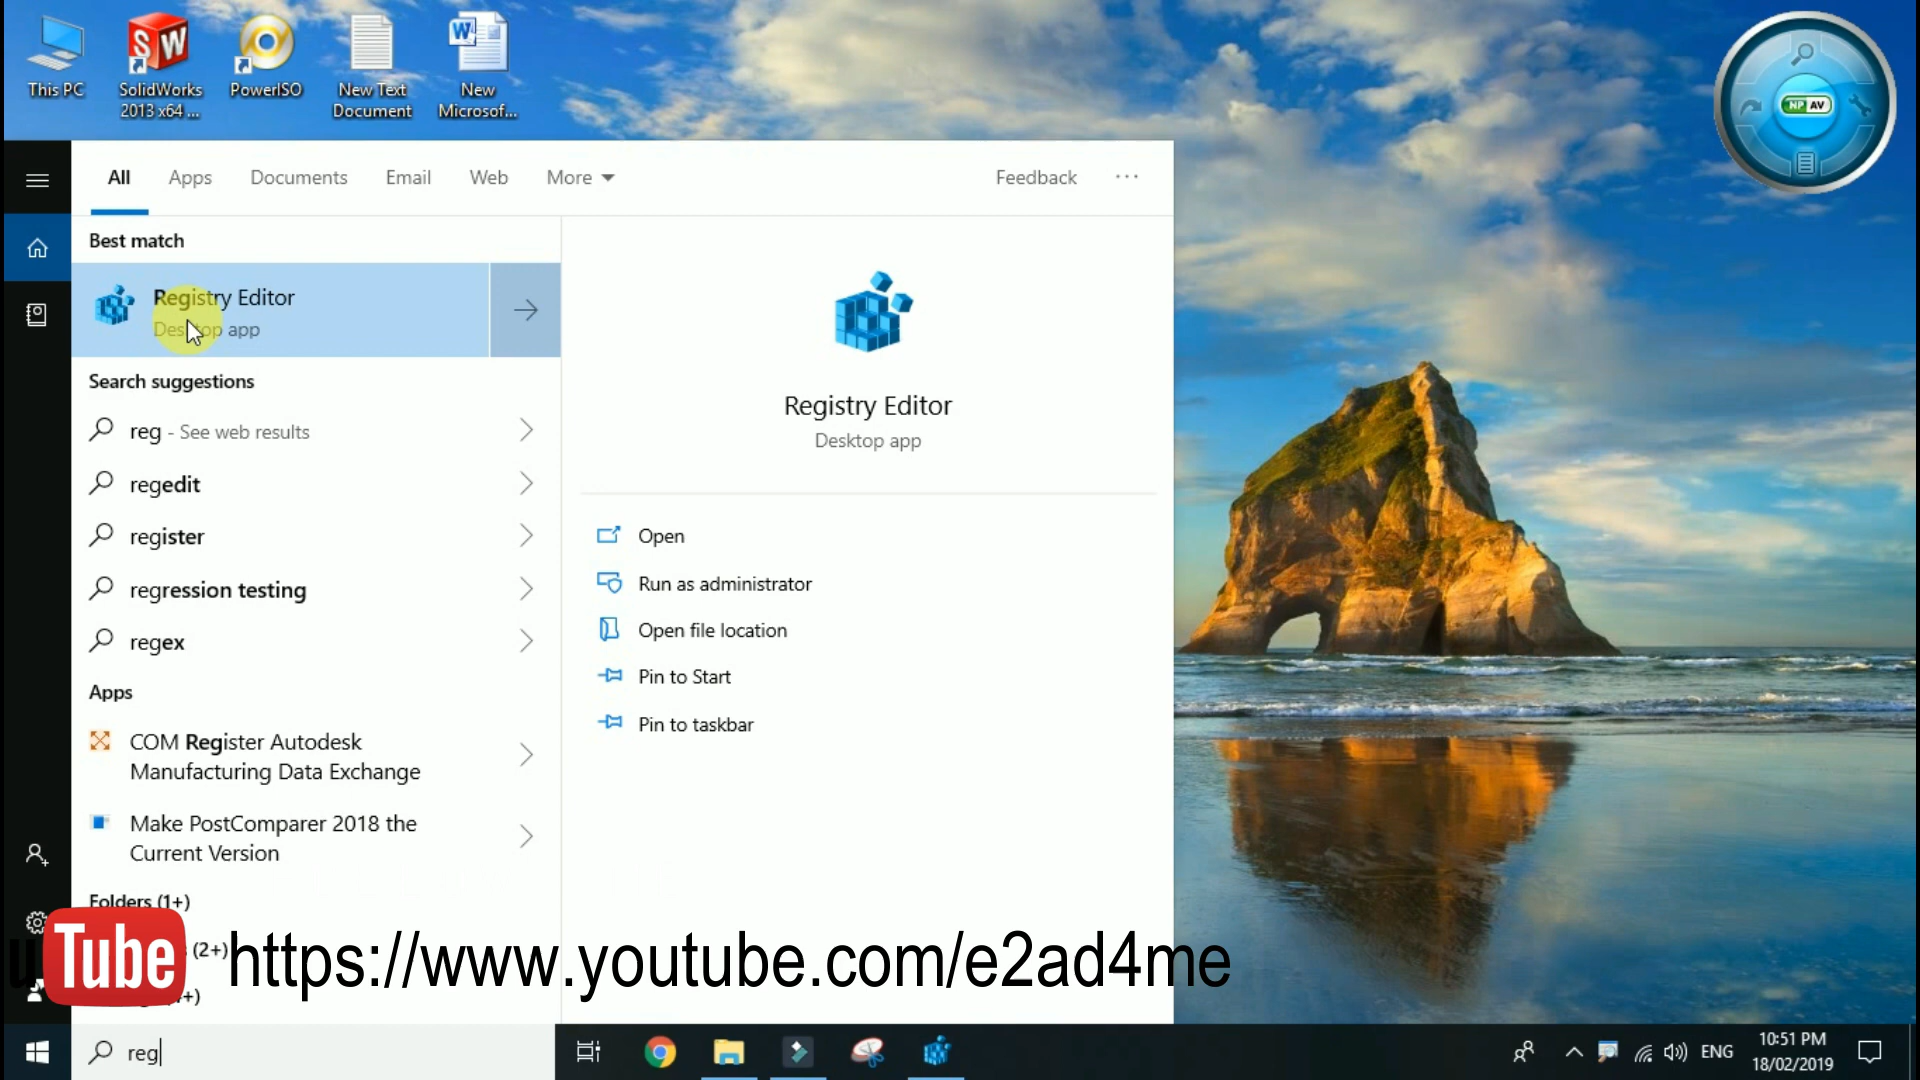 This PC
SolidWorks
2013 x64 ...
PowerISO
New Text
Document
New
Microsof...
NP AV
All
Apps
Documents
Email
Web
More
Feedback
...
Best match
Registry Editor
Desktop app
Search suggestions
reg - See web results
regedit
register
regression testing
regex
Apps
COM Register Autodesk
Manufacturing Data Exchange
Make PostComparer 2018 the
Current Version
Folders (1+)
(2+)
Registry Editor
Desktop app
Open
Run as administrator
Open file location
Pin to Start
Pin to taskbar
u Tube
https://www.youtube.com/e2ad4me
reg
ENG
10:51 PM
18/02/2019